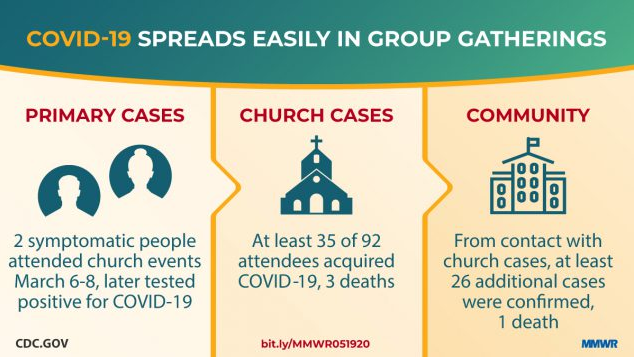 COVID-19 SPREADS EASILY IN GROUP GATHERINGS
PRIMARY CASES
2 symptomatic people
attended church events
March 6-8, later tested
positive for COVID-19
CHURCH CASES
At least 35 of 92
attendees acquired
COVID-19, 3 deaths
COMMUNITY
From contact with
church cases, at least
26 additional cases
were confirmed,
1 death
CDC.GOV
bit.ly/MMWR051920
MMWR